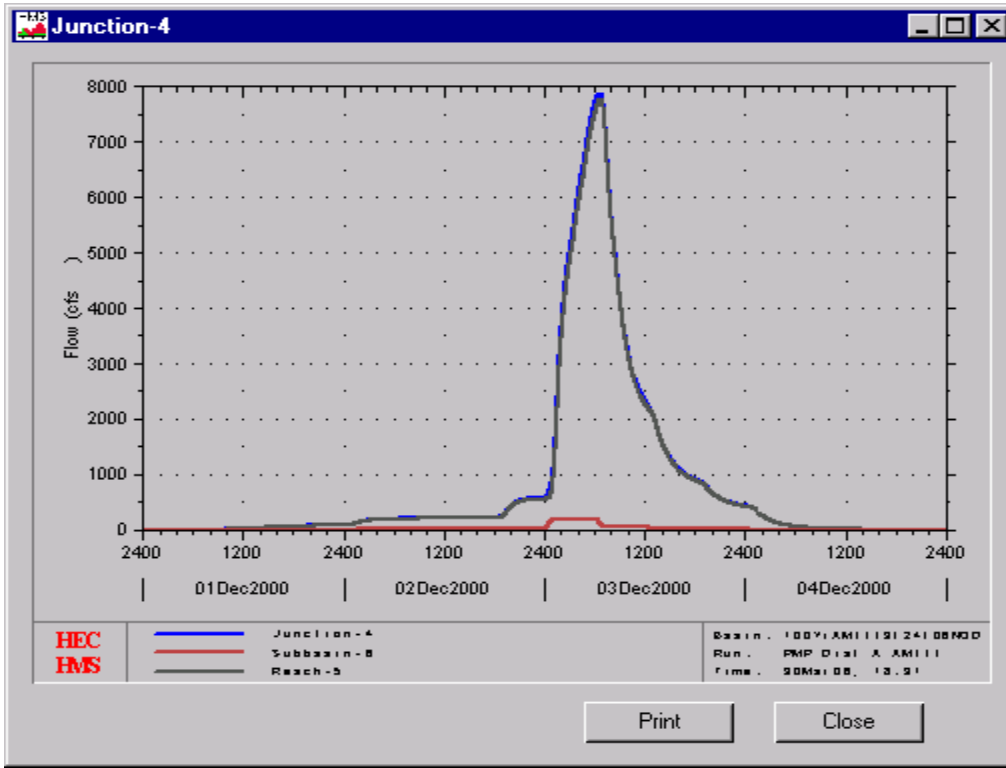 Junction-4
8000
7000
6000
5000
4000
3000
2000
1000
0
Flow (cfs )
2400 1200 2400 1200 2400 1200 2400 1200 2400
01Dec2000 02Dec2000 03Dec2000 04Dec2000
HEC
HMS
Junction-4
Subbasin-6
Reach-5
Basin:
Run: PMP Dist A AMIII
Time:
Print Close